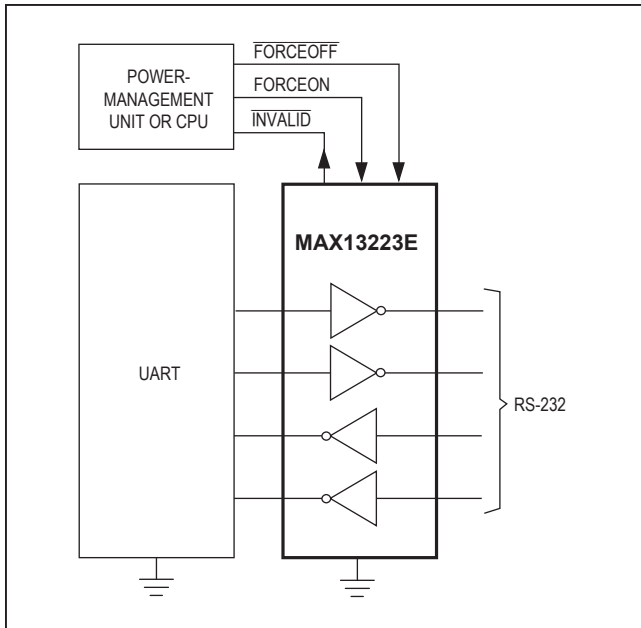 FORCEOFF
POWER-
MANAGEMENT
UNIT OR CPU
FORCEON
INVALID
MAX13223E
UART
RS-232